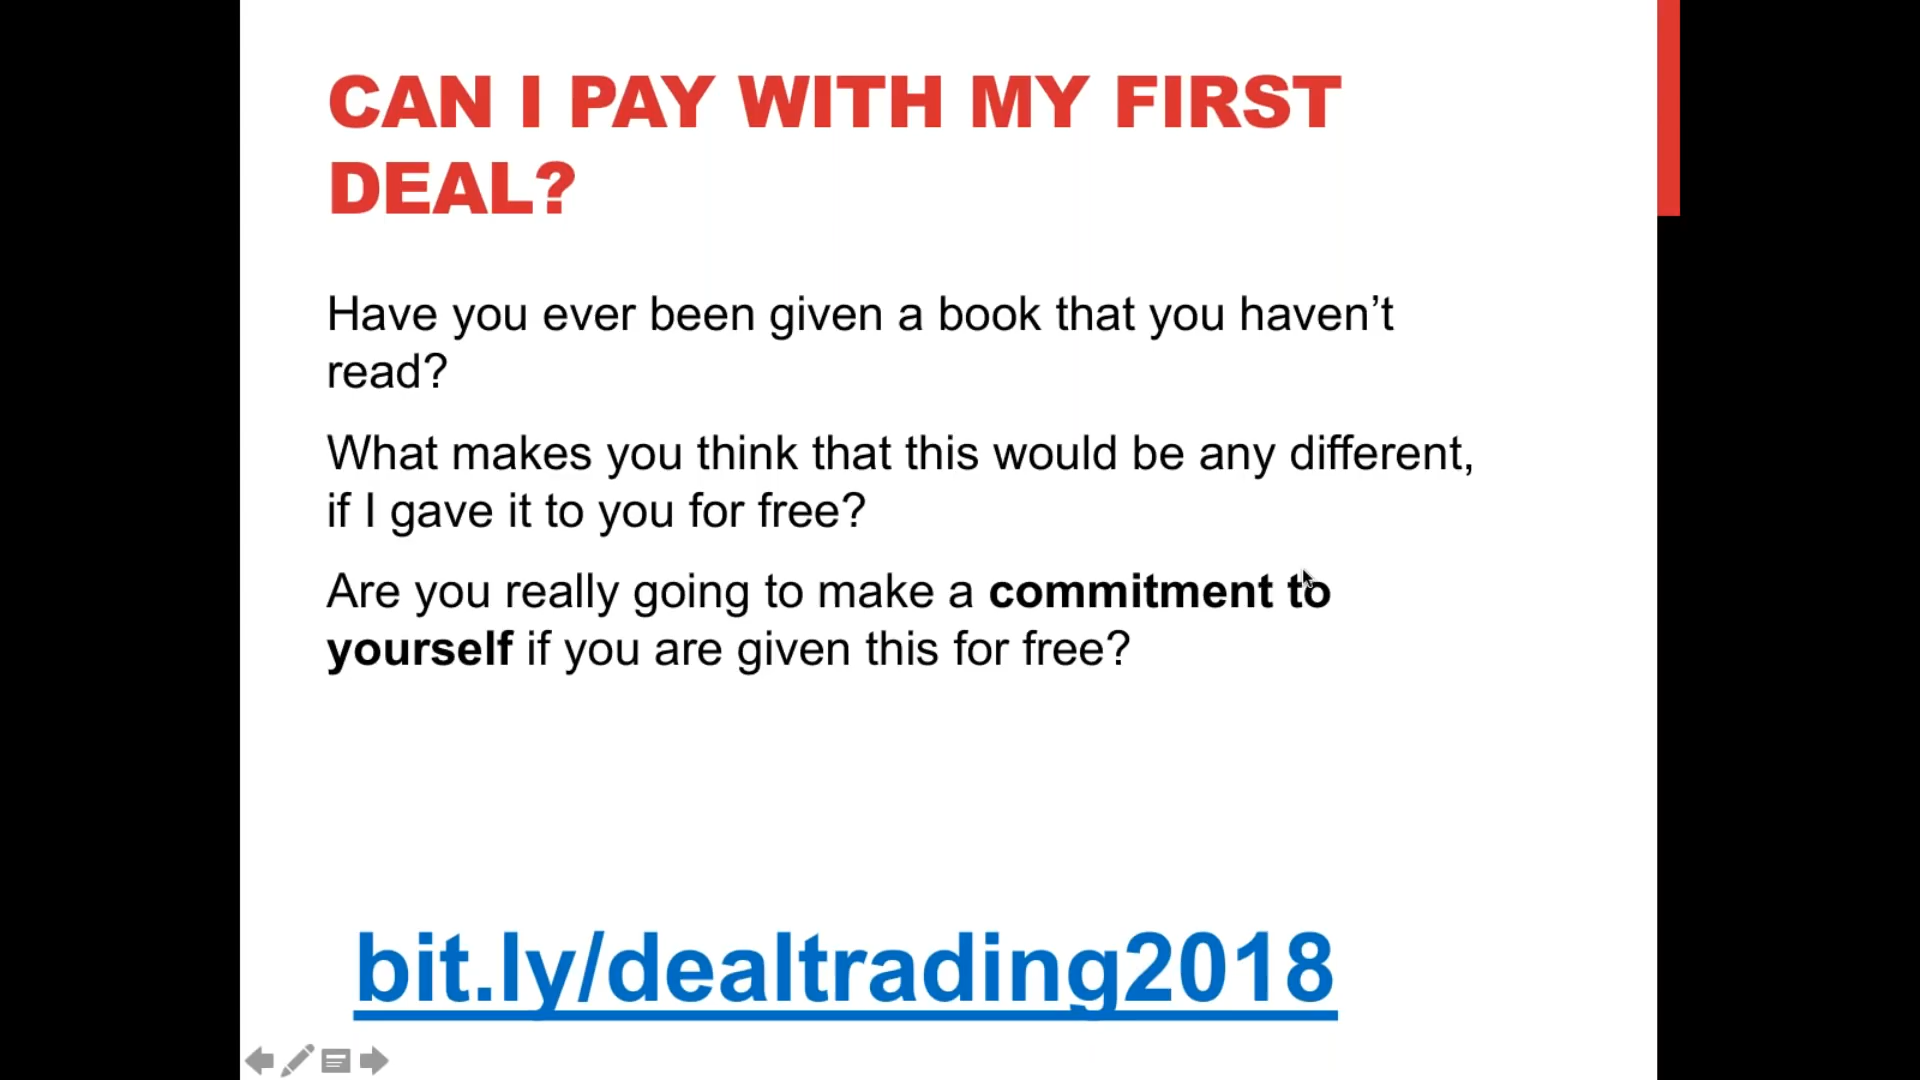 CAN I PAY WITH MY FIRST
DEAL?
Have you ever been given a book that you haven’t
read?
What makes you think that this would be any different,
if I gave it to you for free?
Are you really going to make a commitment to
yourself if you are given this for free?
bit.ly/dealtrading2018